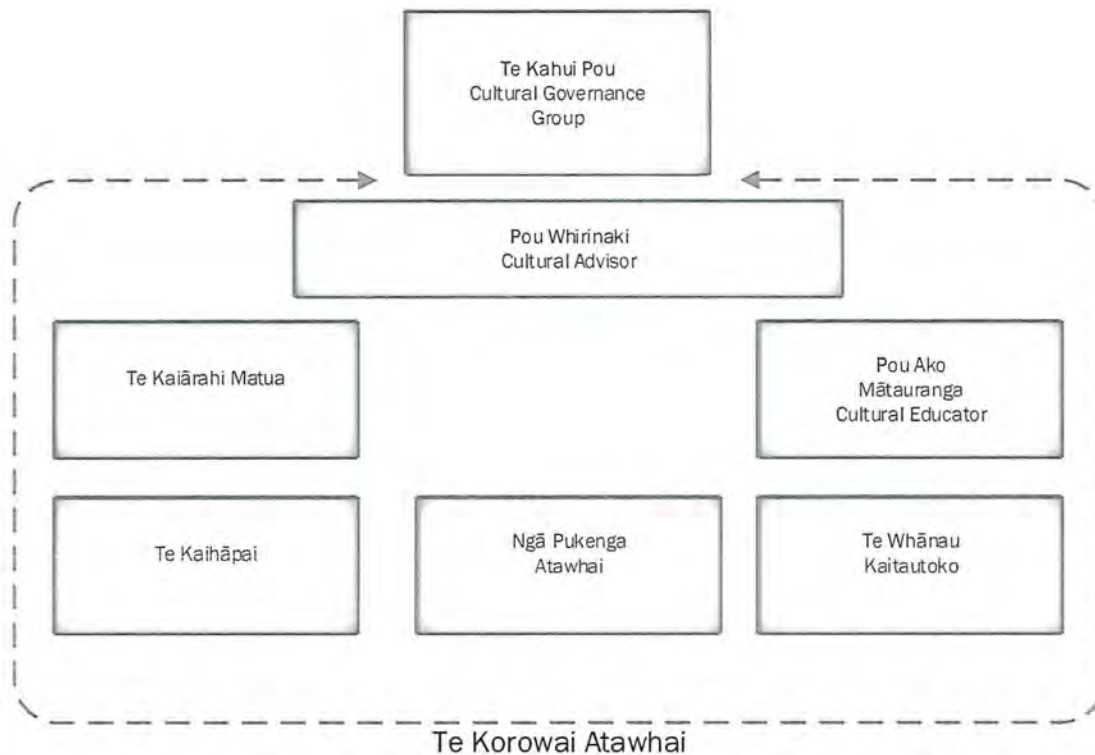 Te Kahui Pou
Cultural Governance
Group
Pou Whirinaki
Cultural Advisor
Te Kaiārahi Matua
Pou Ako
Mātauranga
Cultural Educator
Te Kaihāpai
Ngā Pukenga
Atawhai
Te Whānau
Kaitautoko
Te Korowai Atawhai